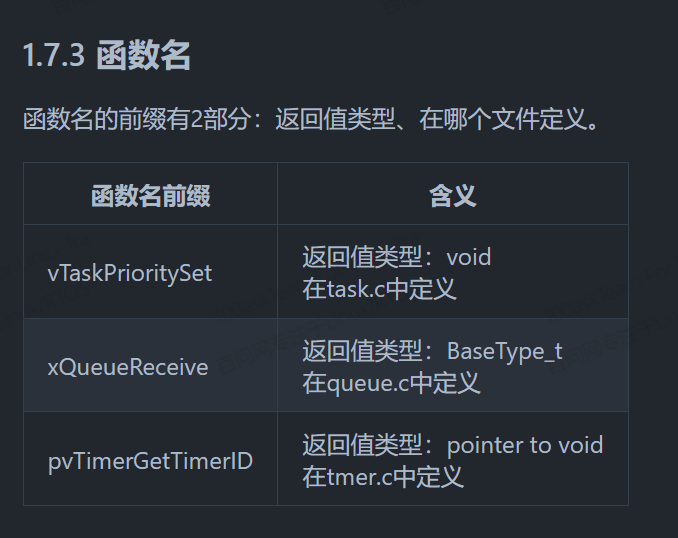 1.7.3 函数名
函数名的前缀有2部分：返回值类型、在哪个文件定义。
函数名前缀 含义
vTaskPrioritySet
返回值类型：void
在task.c中定义
xQueueReceive
返回值类型：BaseType_t
在queue.c中定义
pvTimerGetTimerID
返回值类型：pointer to void
在tmer.c中定义